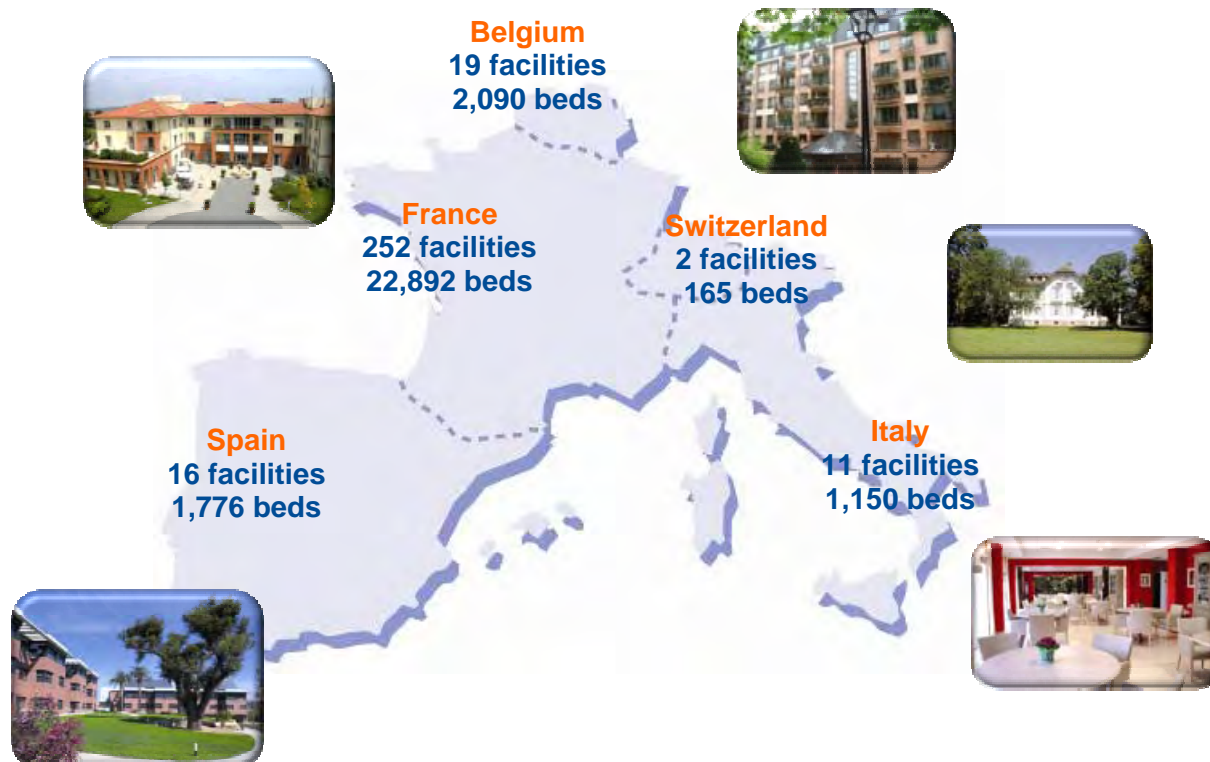 Belgium
19 facilities
2,090 beds
France
252 facilities
22,892 beds
Switzerland
2 facilities
165 beds
Spain
16 facilities
1,776 beds
Italy
11 facilities
1,150 beds